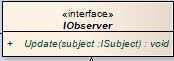 «interface»
IObserver
+ Update(subject :ISubject) : void